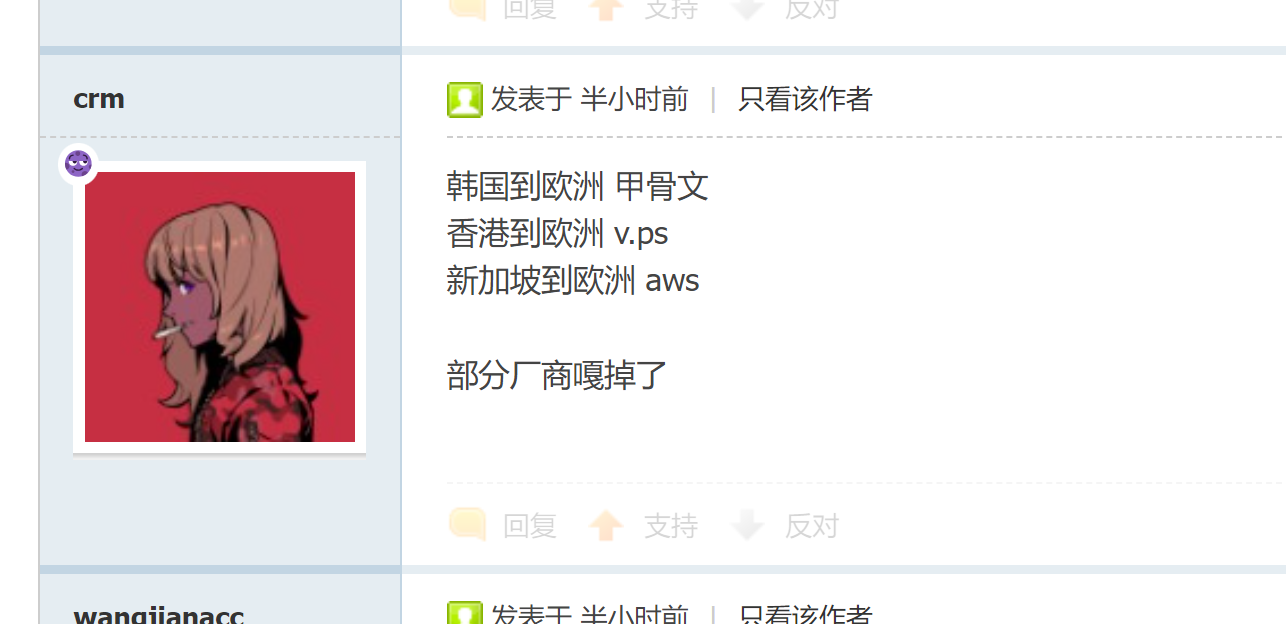 回复 支持 反对
crm
发表于 半小时前 | 只看该作者
韩国到欧洲 甲骨文
香港到欧洲 v.ps
新加坡到欧洲 aws
部分厂商嘎掉了
回复 支持 反对
wangjianacc
发表于 半小时前 | 只看该作者